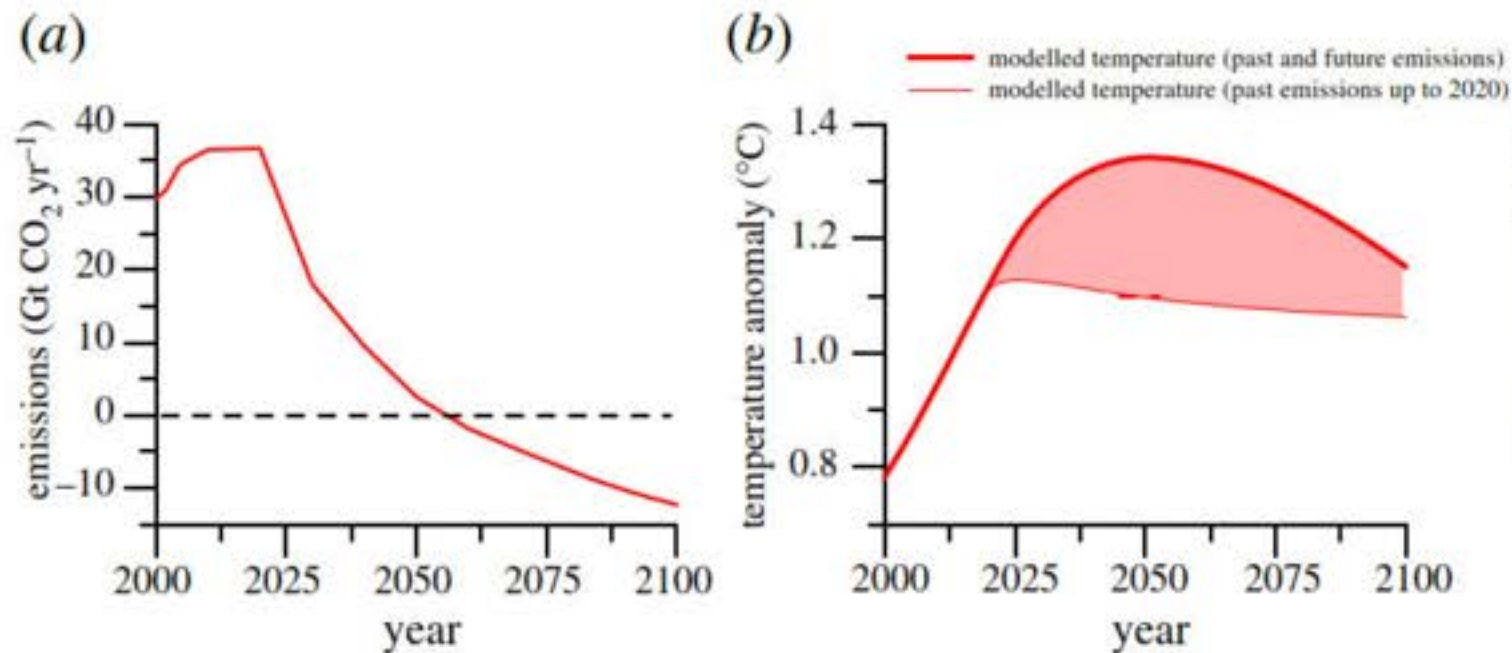 (a)
emissions (Gt CO₂ yr⁻¹)
40
30
20
10
0
–10
2000 2025 2050 2075 2100
year
(b)
modelled temperature (past and future emissions)
modelled temperature (past emissions up to 2020)
temperature anomaly (°C)
1.4
1.2
1.0
0.8
2000 2025 2050 2075 2100
year